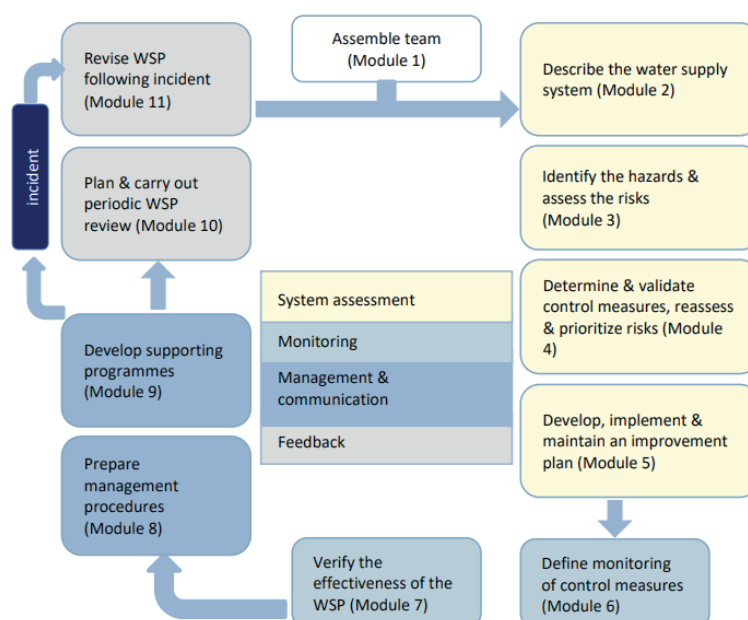 Revise WSP
following incident
(Module 11)
Assemble team
(Module 1)
Describe the water supply
system (Module 2)
incident
Plan & carry out
periodic WSP
review (Module 10)
Identify the hazards &
assess the risks
(Module 3)
System assessment
Monitoring
Management &
communication
Feedback
Determine & validate
control measures, reassess
& prioritize risks (Module
4)
Develop supporting
programmes
(Module 9)
Develop, implement &
maintain an improvement
plan (Module 5)
Prepare
management
procedures
(Module 8)
Verify the
effectiveness of the
WSP (Module 7)
Define monitoring
of control measures
(Module 6)